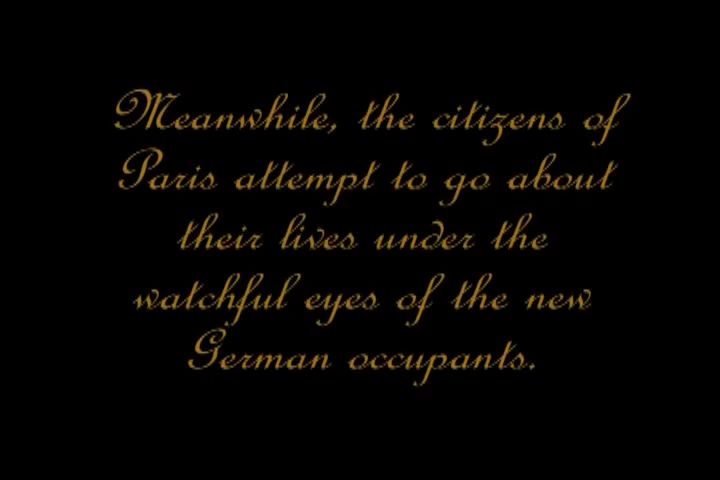 Meanwhile, the citizens of
Paris attempt to go about
their lives under the
watchful eyes of the new
German occupants.